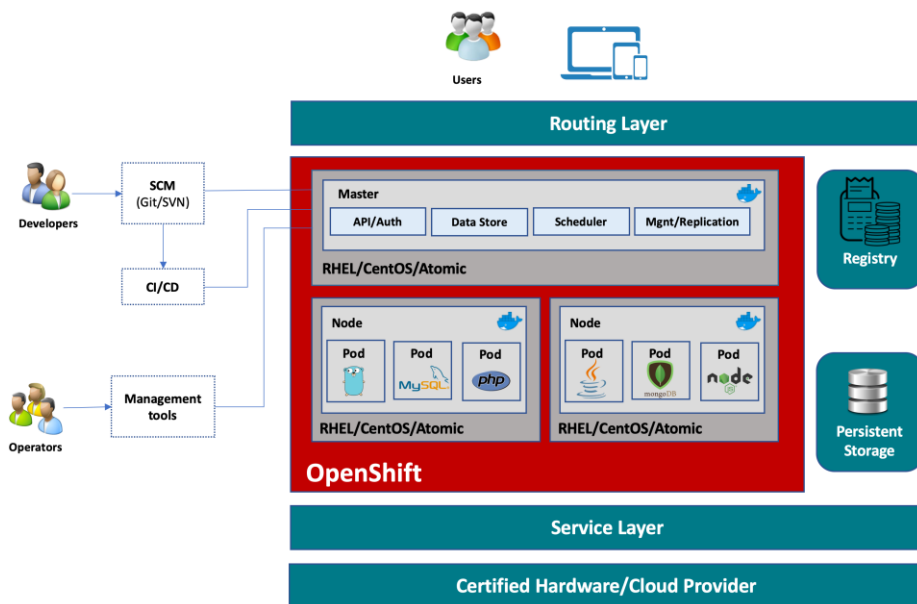 Users
Routing Layer
Developers
SCM
(Git/SVN)
CI/CD
Operators
Management
tools
Master
API/Auth
Data Store
Scheduler
Mgnt/Replication
RHEL/CentOS/Atomic
Node
Pod
Pod
MySQL
Pod
php
RHEL/CentOS/Atomic
Node
Pod
Java
Pod
mongoDB
Pod
node
RHEL/CentOS/Atomic
OpenShift
Registry
Persistent
Storage
Service Layer
Certified Hardware/Cloud Provider